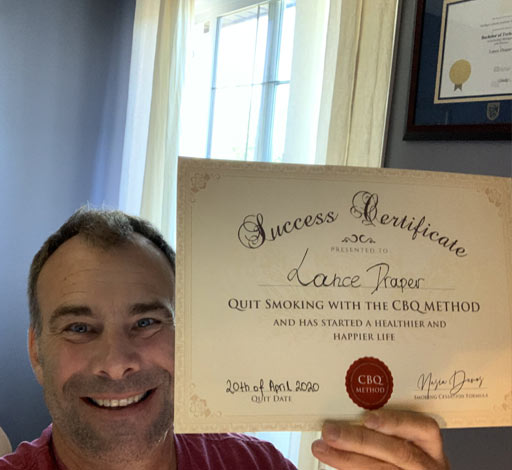 Success Certificate
PRESENTED TO
Lance Draper
QUIT SMOKING WITH THE CBQ METHOD
AND HAS STARTED A HEALTHIER AND
HAPPIER LIFE
20th of April 2020
QUIT DATE
CBQ
METHOD
SMOKING CESSATION FORMULA